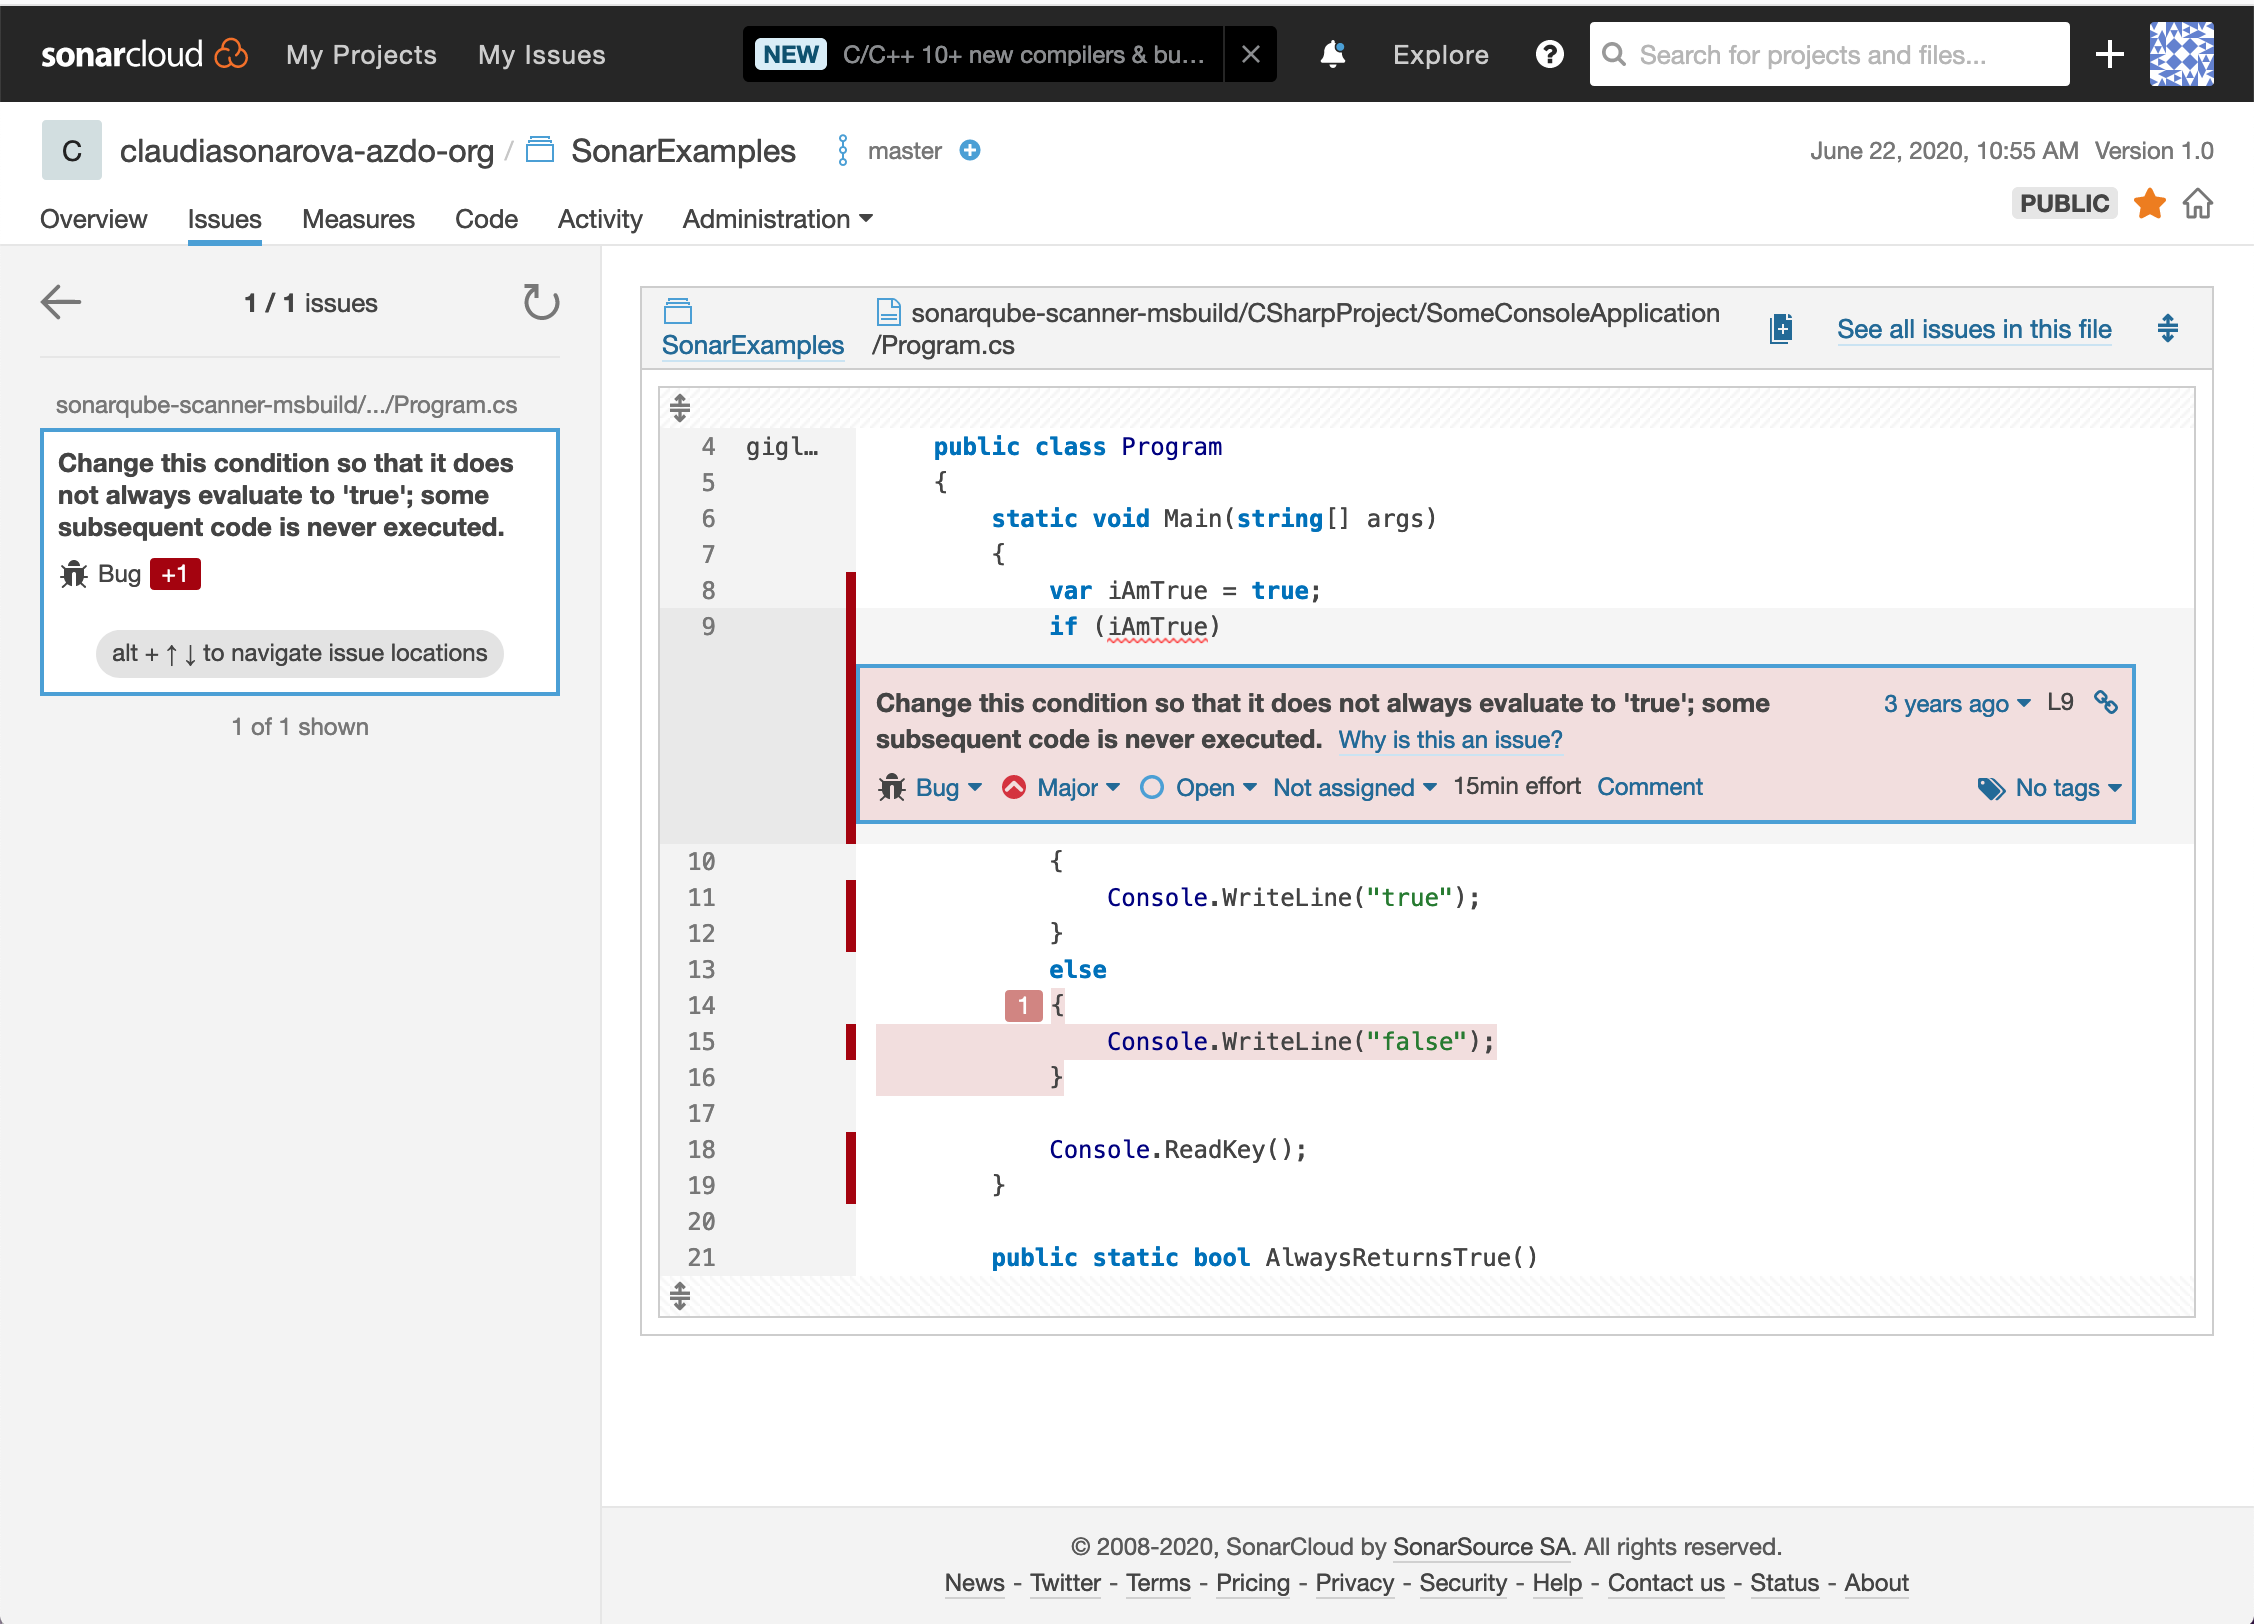 sonarcloud My Projects My Issues NEW C/C++ 10+ new compilers & bu... Explore ? Search for projects and files...
C claudiasonarova-azdo-org / SonarExamples master June 22, 2020, 10:55 AM Version 1.0
PUBLIC
Overview Issues Measures Code Activity Administration
1 / 1 issues
sonarqube-scanner-msbuild/.../Program.cs
Change this condition so that it does
not always evaluate to 'true'; some
subsequent code is never executed.
Bug +1
alt + ↑ ↓ to navigate issue locations
1 of 1 shown
SonarExamples
sonarqube-scanner-msbuild/CSharpProject/SomeConsoleApplication
/Program.cs
See all issues in this file
4 gigl… public class Program
5 {
6 static void Main(string[] args)
7 {
8 var iAmTrue = true;
9 if (iAmTrue)
Change this condition so that it does not always evaluate to 'true'; some
subsequent code is never executed. Why is this an issue?
3 years ago L9
Bug Major Open Not assigned 15min effort Comment No tags
10 {
11 Console.WriteLine("true");
12 }
13 else
14 1 {
15 Console.WriteLine("false");
16 }
17
18 Console.ReadKey();
19 }
20
21 public static bool AlwaysReturnsTrue()
© 2008-2020, SonarCloud by SonarSource SA. All rights reserved.
News - Twitter - Terms - Pricing - Privacy - Security - Help - Contact us - Status - About